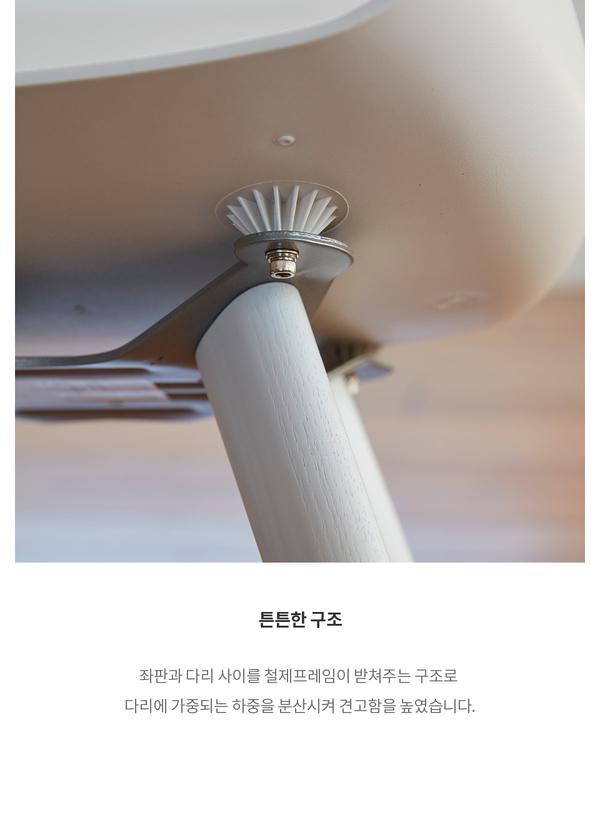 튼튼한 구조
좌판과 다리 사이를 철제프레임이 받쳐주는 구조로
다리에 가중되는 하중을 분산시켜 견고함을 높였습니다.